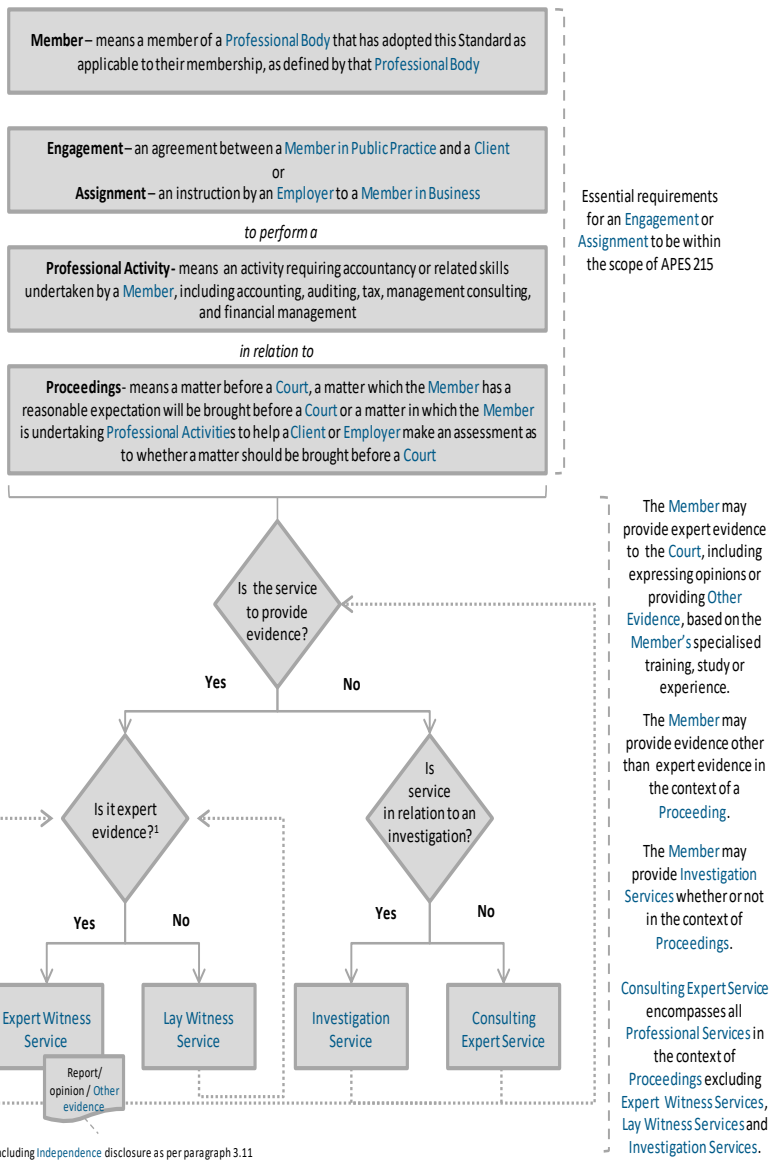 Member – means a member of a Professional Body that has adopted this Standard as
applicable to their membership, as defined by that Professional Body
Engagement – an agreement between a Member in Public Practice and a Client
or
Assignment – an instruction by an Employer to a Member in Business
Essential requirements
for an Engagement or
Assignment to be within
the scope of APES 215
to perform a
Professional Activity - means an activity requiring accountancy or related skills
undertaken by a Member, including accounting, auditing, tax, management consulting,
and financial management
in relation to
Proceedings - means a matter before a Court, a matter which the Member has a
reasonable expectation will be brought before a Court or a matter in which the Member
is undertaking Professional Activities to help a Client or Employer make an assessment as
to whether a matter should be brought before a Court
Is the service
to provide
evidence?
Yes
No
Is it expert
evidence?1
Is
service
in relation to an
investigation?
Yes
No
Yes
No
Expert Witness
Service
Lay Witness
Service
Investigation
Service
Consulting
Expert Service
Report/
opinion / Other
evidence
The Member may
provide expert evidence
to the Court, including
expressing opinions or
providing Other
Evidence, based on the
Member's specialised
training, study or
experience.
The Member may
provide evidence other
than expert evidence in
the context of a
Proceeding.
The Member may
provide Investigation
Services whether or not
in the context of
Proceedings.
Consulting Expert Service
encompasses all
Professional Services in
the context of
Proceedings excluding
Expert Witness Services,
Lay Witness Services and
Investigation Services.
cluding Independence disclosure as per paragraph 3.11